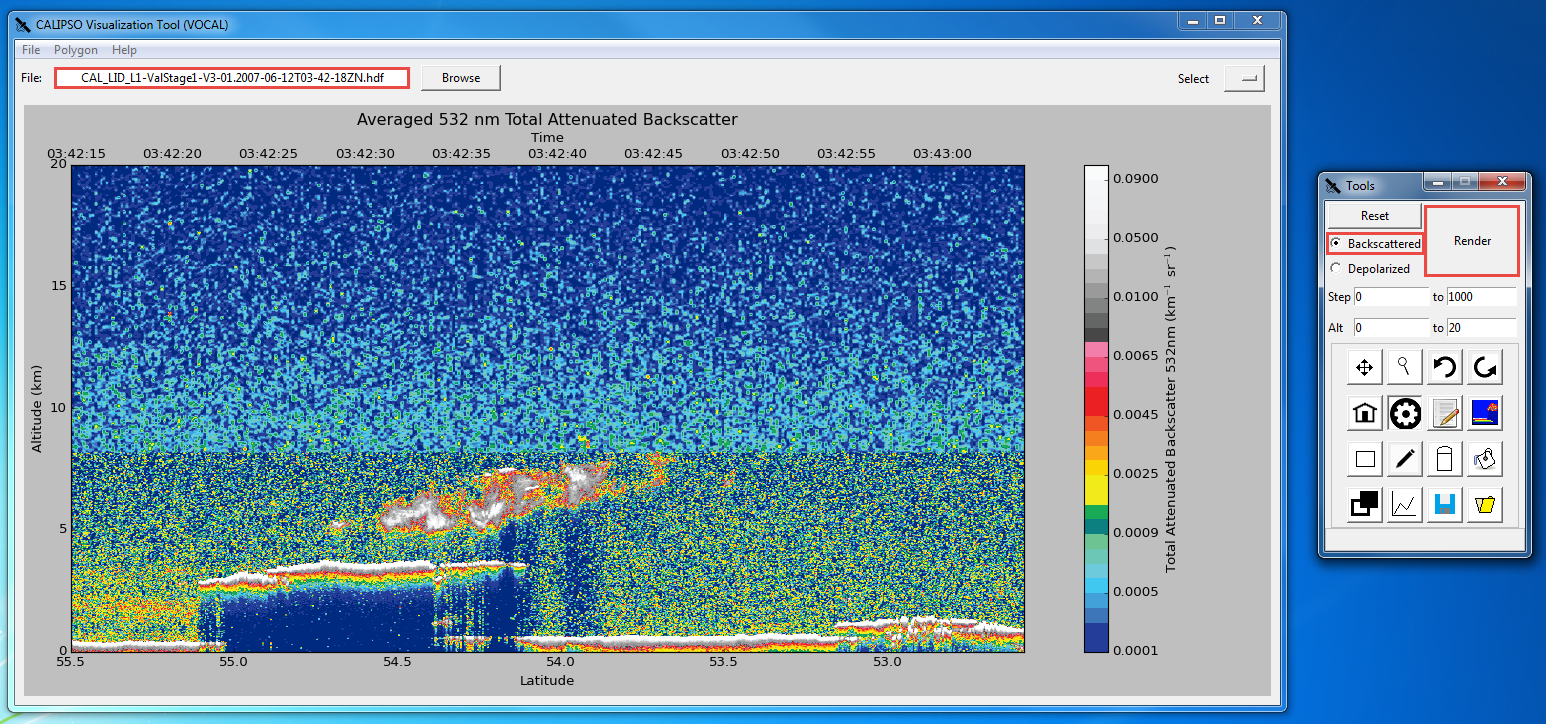 CALIPSO Visualization Tool (VOCAL)
File Polygon Help
File: CAL_LID_L1-ValStage1-V3-01.2007-06-12T03-42-18ZN.hdf Browse Select
Averaged 532 nm Total Attenuated Backscatter
Time
03:42:15 03:42:20 03:42:25 03:42:30 03:42:35 03:42:40 03:42:45 03:42:50 03:42:55 03:43:00
20
15
10
5
0
Altitude (km)
55.5 55.0 54.5 54.0 53.5 53.0
Latitude
0.0900
0.0500
0.0100
0.0065
0.0045
0.0025
0.0009
0.0005
0.0001
Total Attenuated Backscatter 532nm (km⁻¹ sr⁻¹)
Tools
Reset
Backscattered
Render
Depolarized
Step 0 to 1000
Alt 0 to 20